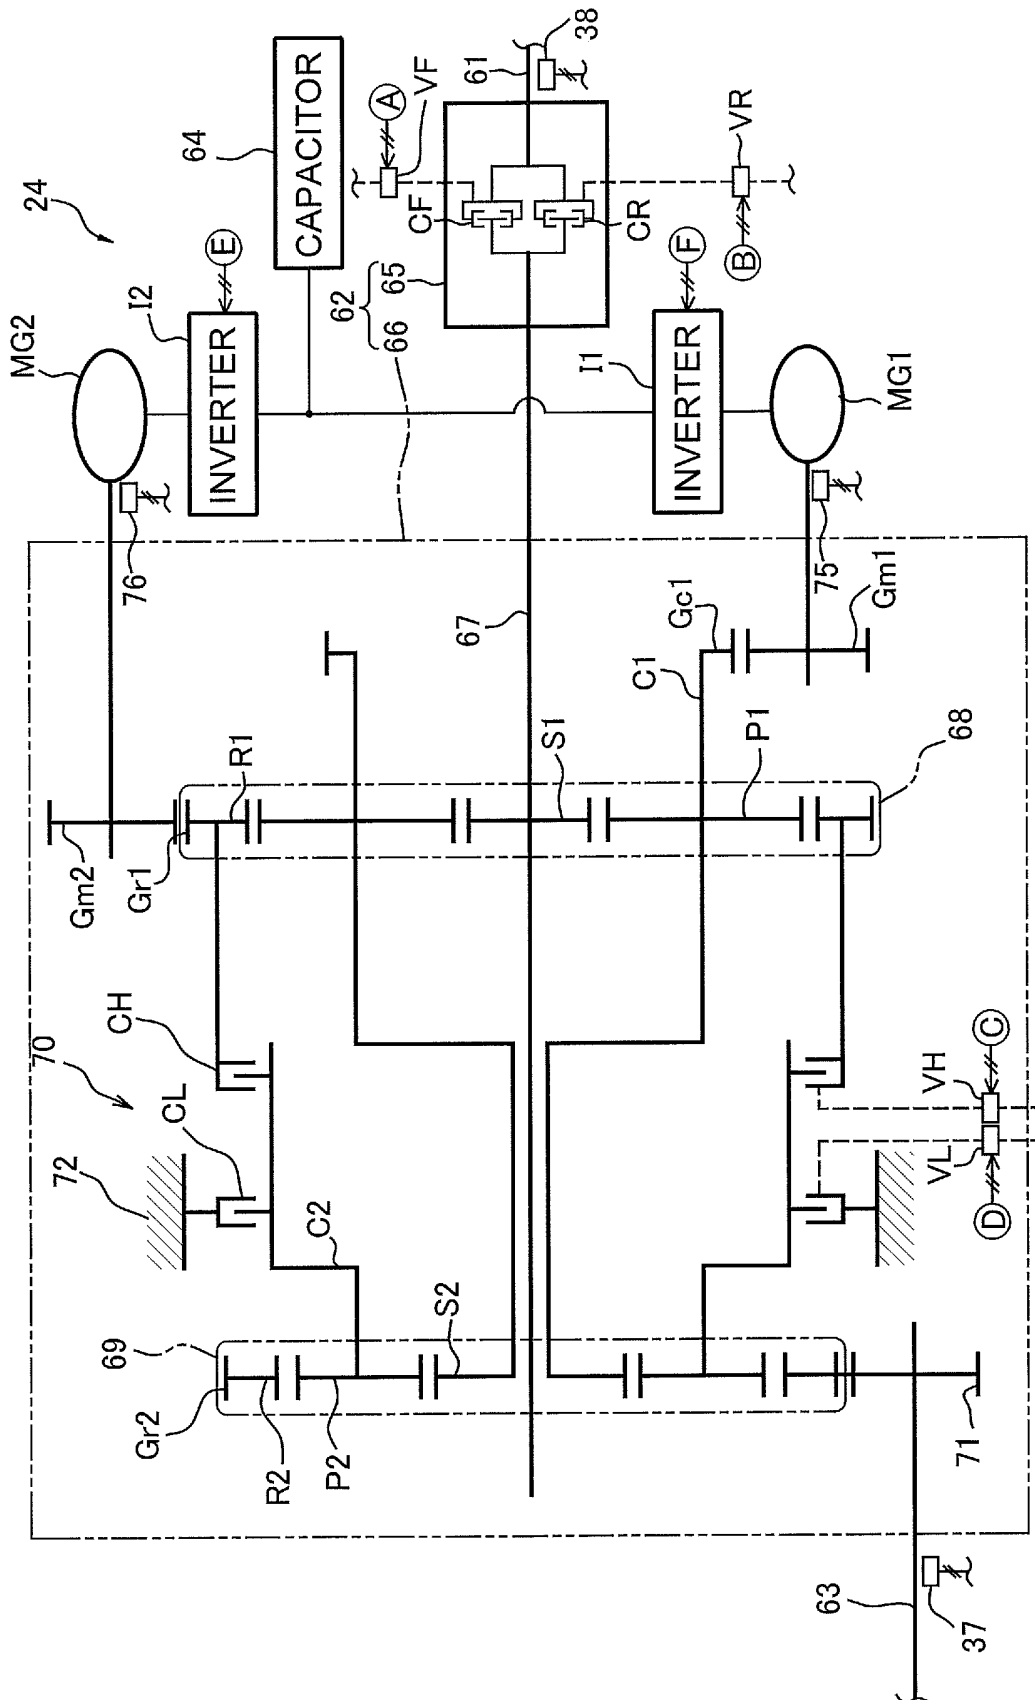 24
64
CAPACITOR
38
61
A
VF
VR
B
CF
CR
62
65
66
E
F
MG2
I2
INVERTER
I1
INVERTER
MG1
76
75
67
Gc1
Gm1
C1
R1
S1
P1
68
Gm2
Gr1
70
CH
CL
72
C2
VH
C
VL
D
69
Gr2
S2
R2
P2
71
63
37